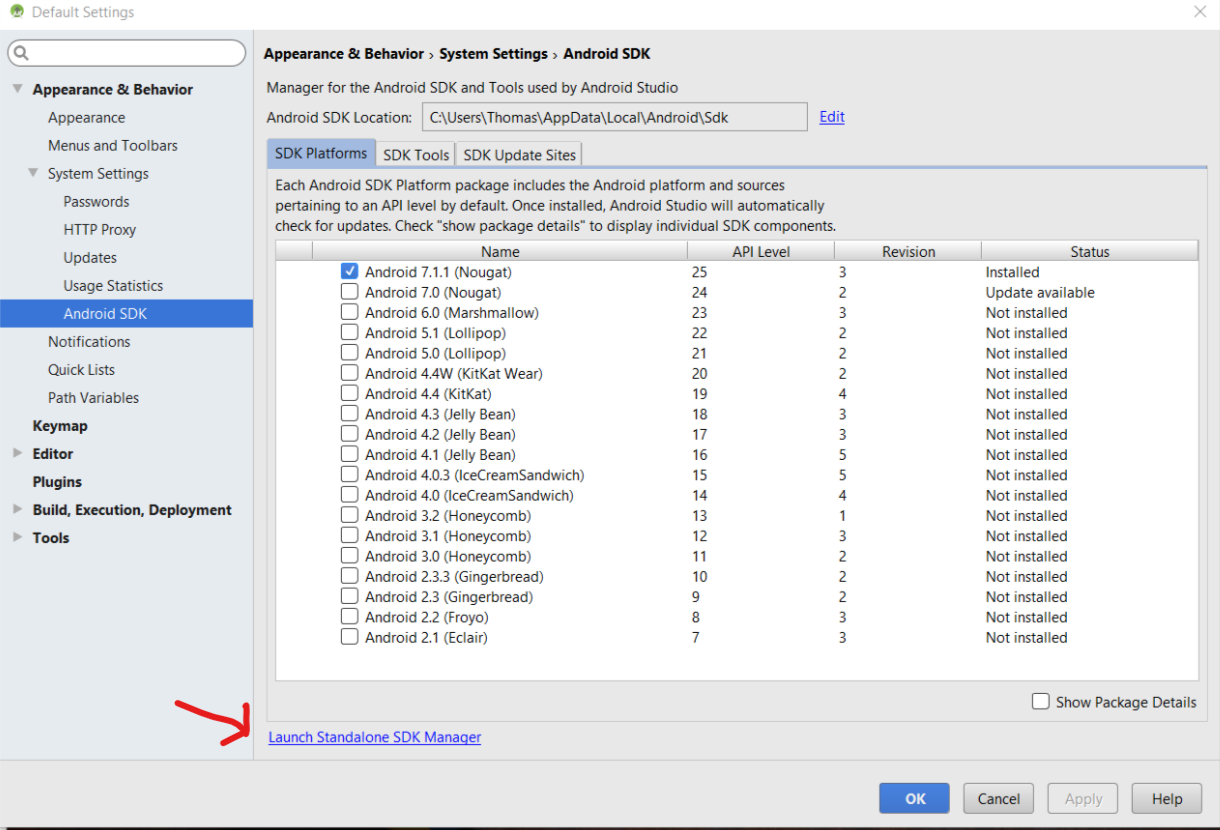 Default Settings
Appearance & Behavior
Appearance
Menus and Toolbars
System Settings
Passwords
HTTP Proxy
Updates
Usage Statistics
Android SDK
Notifications
Quick Lists
Path Variables
Keymap
Editor
Plugins
Build, Execution, Deployment
Tools
Appearance & Behavior › System Settings › Android SDK
Manager for the Android SDK and Tools used by Android Studio
Android SDK Location: C:\Users\Thomas\AppData\Local\Android\Sdk Edit
SDK Platforms SDK Tools SDK Update Sites
Each Android SDK Platform package includes the Android platform and sources
pertaining to an API level by default. Once installed, Android Studio will automatically
check for updates. Check "show package details" to display individual SDK components.
Name API Level Revision Status
Android 7.1.1 (Nougat) 25 3 Installed
Android 7.0 (Nougat) 24 2 Update available
Android 6.0 (Marshmallow) 23 3 Not installed
Android 5.1 (Lollipop) 22 2 Not installed
Android 5.0 (Lollipop) 21 2 Not installed
Android 4.4W (KitKat Wear) 20 2 Not installed
Android 4.4 (KitKat) 19 4 Not installed
Android 4.3 (Jelly Bean) 18 3 Not installed
Android 4.2 (Jelly Bean) 17 3 Not installed
Android 4.1 (Jelly Bean) 16 5 Not installed
Android 4.0.3 (IceCreamSandwich) 15 5 Not installed
Android 4.0 (IceCreamSandwich) 14 4 Not installed
Android 3.2 (Honeycomb) 13 1 Not installed
Android 3.1 (Honeycomb) 12 3 Not installed
Android 3.0 (Honeycomb) 11 2 Not installed
Android 2.3.3 (Gingerbread) 10 2 Not installed
Android 2.3 (Gingerbread) 9 2 Not installed
Android 2.2 (Froyo) 8 3 Not installed
Android 2.1 (Eclair) 7 3 Not installed
Show Package Details
Launch Standalone SDK Manager
OK Cancel Apply Help